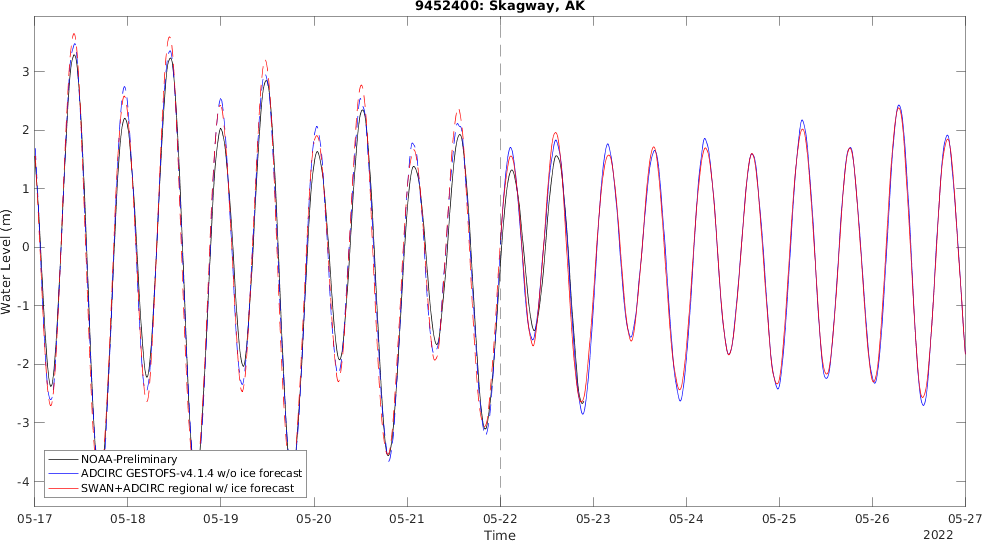 9452400: Skagway, AK
Water Level (m)
3
2
1
0
-1
-2
-3
-4
NOAA-Preliminary
ADCIRC GESTOFS-v4.1.4 w/o ice forecast
SWAN+ADCIRC regional w/ ice forecast
05-17 05-18 05-19 05-20 05-21 05-22 05-23 05-24 05-25 05-26 05-27
Time
2022